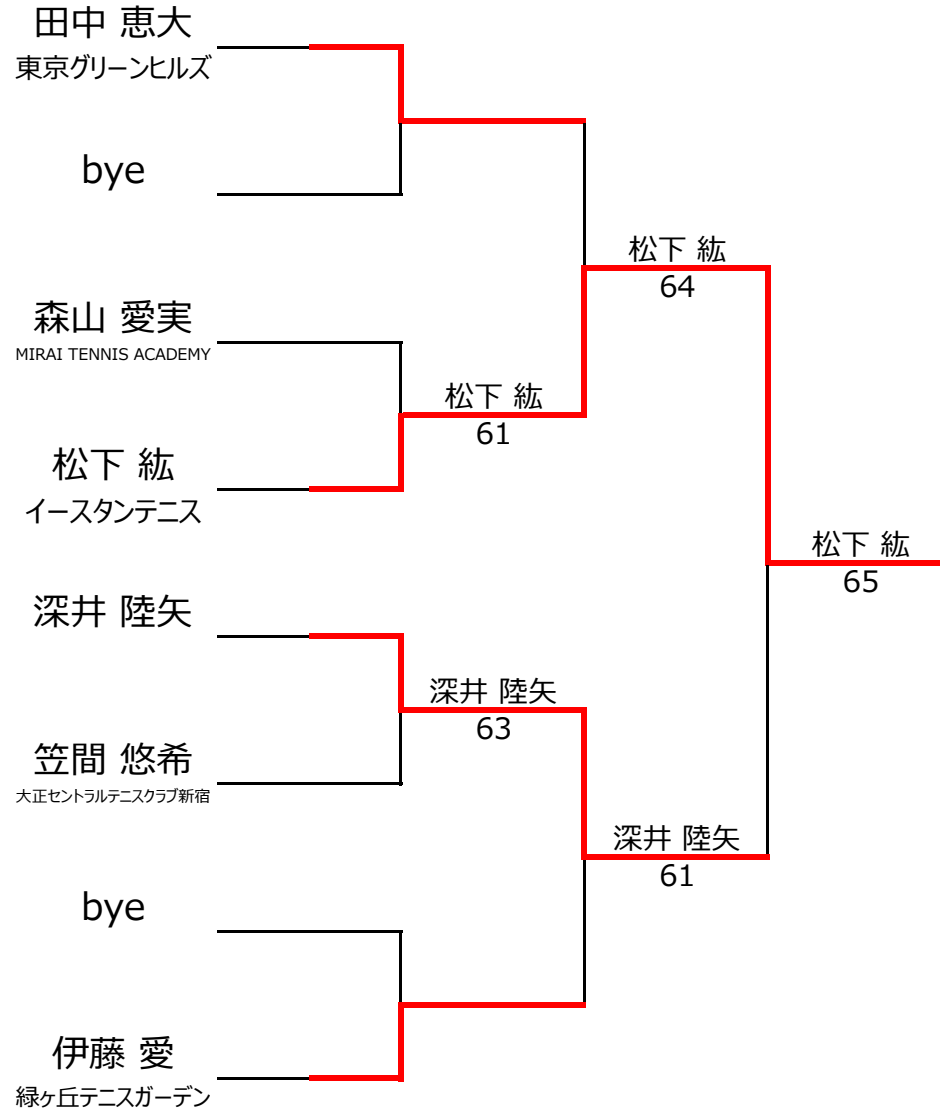 田中 恵大
東京グリーンヒルズ
bye
森山 愛実
MIRAI TENNIS ACADEMY
松下 紘
イースタンテニス
深井 陸矢
笠間 悠希
大正セントラルテニスクラブ新宿
bye
伊藤 愛
緑ヶ丘テニスガーデン
松下 紘
61
深井 陸矢
63
松下 紘
64
深井 陸矢
61
松下 紘
65